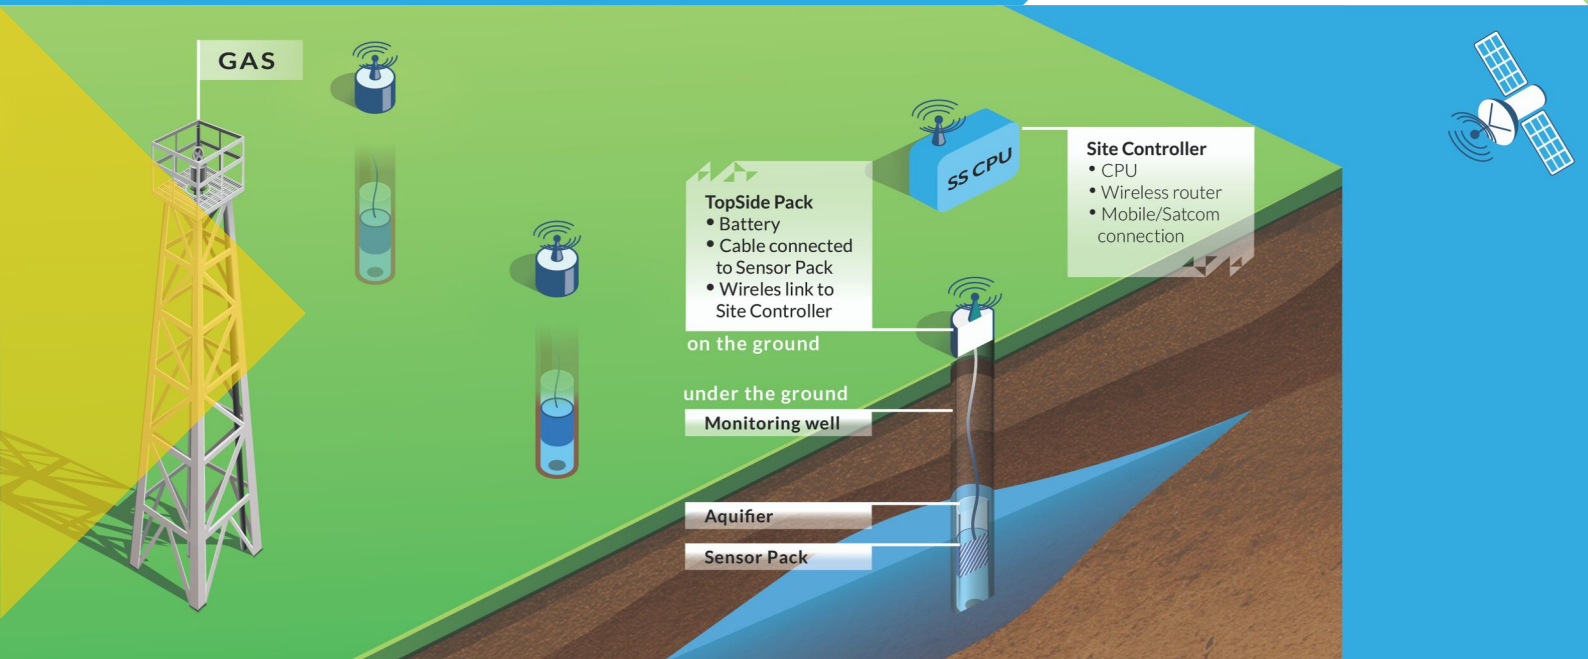 GAS
SS CPU
Site Controller
• CPU
• Wireless router
• Mobile/Satcom
connection
TopSide Pack
• Battery
• Cable connected
to Sensor Pack
• Wireles link to
Site Controller
on the ground
under the ground
Monitoring well
Aquifier
Sensor Pack